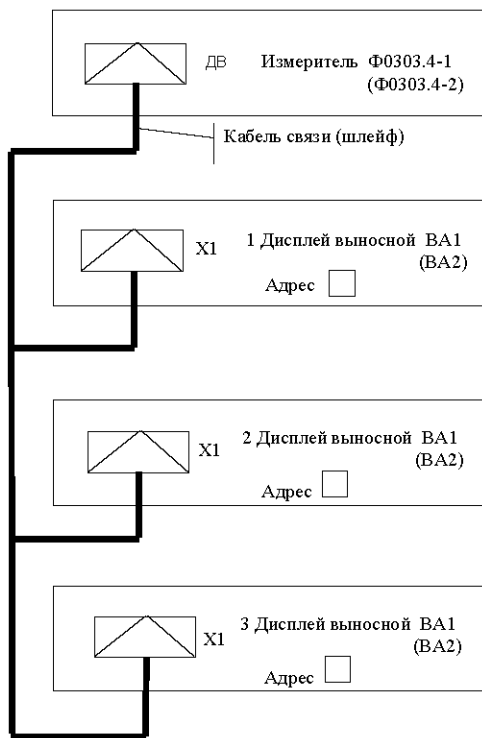 ДВ Измеритель Ф0303.4-1
(Ф0303.4-2)
Кабель связи (шлейф)
X1 1 Дисплей выносной ВА1
(ВА2)
Адрес
X1 2 Дисплей выносной ВА1
(ВА2)
Адрес
X1 3 Дисплей выносной ВА1
(ВА2)
Адрес